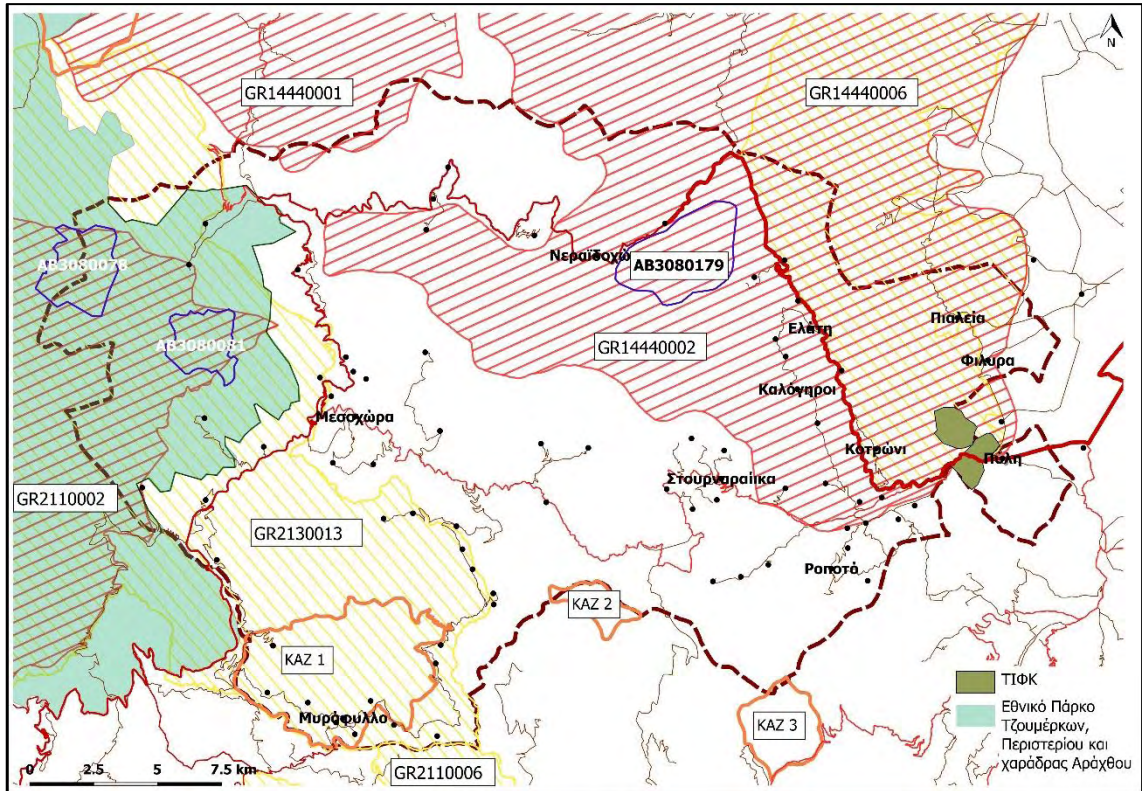 N
GR14440001
GR14440006
AB3080078
Νεραϊδοχώ
AB3080179
AB3080081
Ελάτη
Πιαλεία
GR14440002
Φιλυρα
Καλόγηροι
Μεσοχώρα
Κοτρώνι
Πύλη
GR2110002
Στουρναραίικα
GR2130013
Ροποτό
ΚΑΖ 2
ΚΑΖ 1
ΤΙΦΚ
Μυρόφυλλο
ΚΑΖ 3
Εθνικό Πάρκο
Τζουμέρκων,
Περιστερίου και
χαράδρας Αράχθου
0 2.5 5 7.5 km
GR2110006